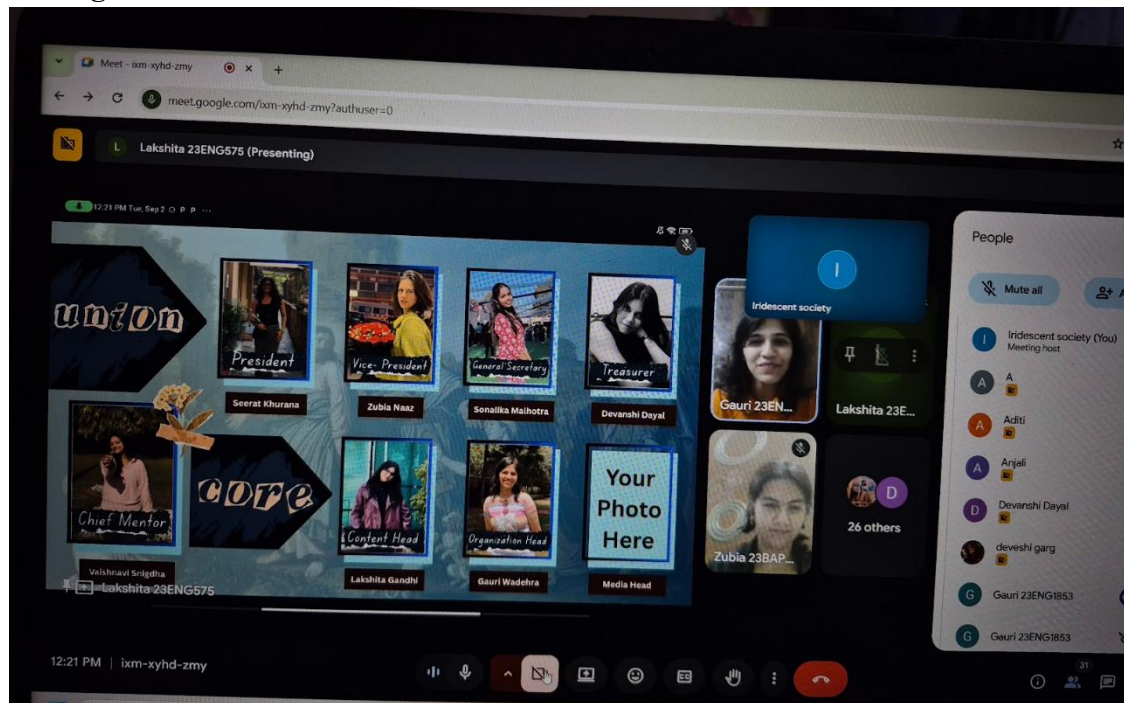 Meet - ixm-xyhd-zmy
meet.google.com/ixm-xyhd-zmy?authuser=0
L Lakshita 23ENG575 (Presenting)
12:21 PM Tue, Sep 2 P P ...
union
President
Seerat Khurana
Vice- President
Zubia Naaz
General Secretary
Sonalika Malhotra
Treasurer
Devanshi Dayal
Chief Mentor
Vaishnavi Snigdha
core
Content Head
Lakshita Gandhi
Organization Head
Gauri Wadehra
Your
Photo
Here
Media Head
Lakshita 23ENG575
I
Iridescent society
Gauri 23EN...
Lakshita 23E...
Zubia 23BAP...
D
26 others
People
Mute all
A
I Iridescent society (You)
Meeting host
A A
A Aditi
A Anjali
D Devanshi Dayal
deveshi garg
G Gauri 23ENG1853
G Gauri 23ENG1853
12:21 PM | ixm-xyhd-zmy
31